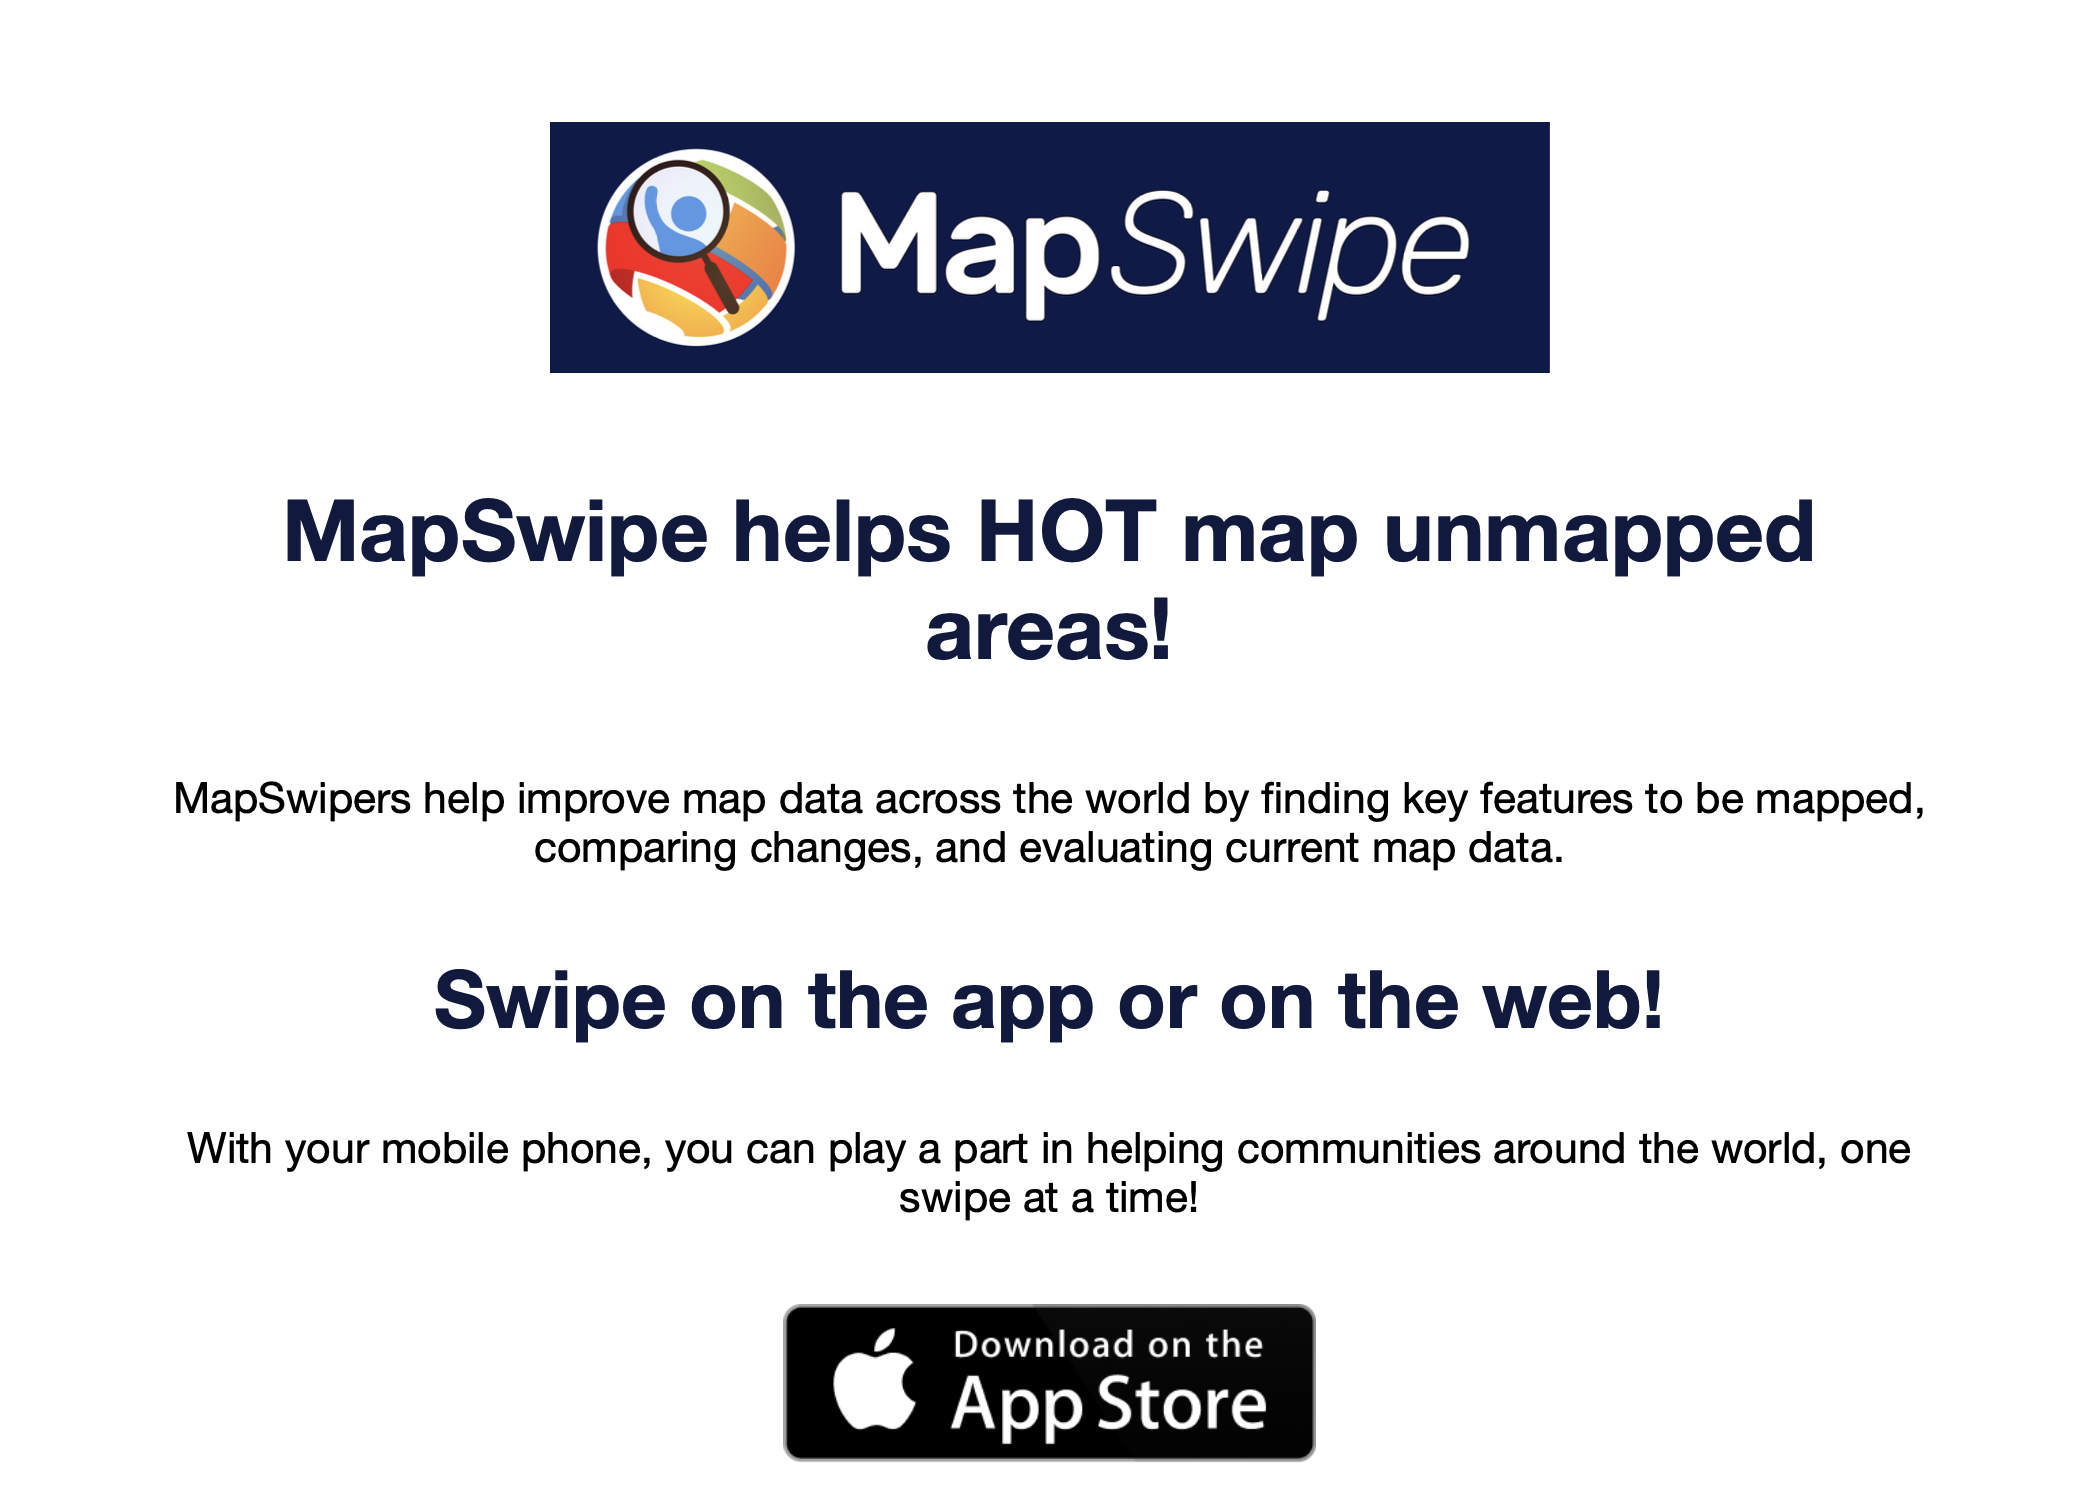 MapSwipe
MapSwipe helps HOT map unmapped
areas!
MapSwipers help improve map data across the world by finding key features to be mapped,
comparing changes, and evaluating current map data.
Swipe on the app or on the web!
With your mobile phone, you can play a part in helping communities around the world, one
swipe at a time!
Download on the
App Store